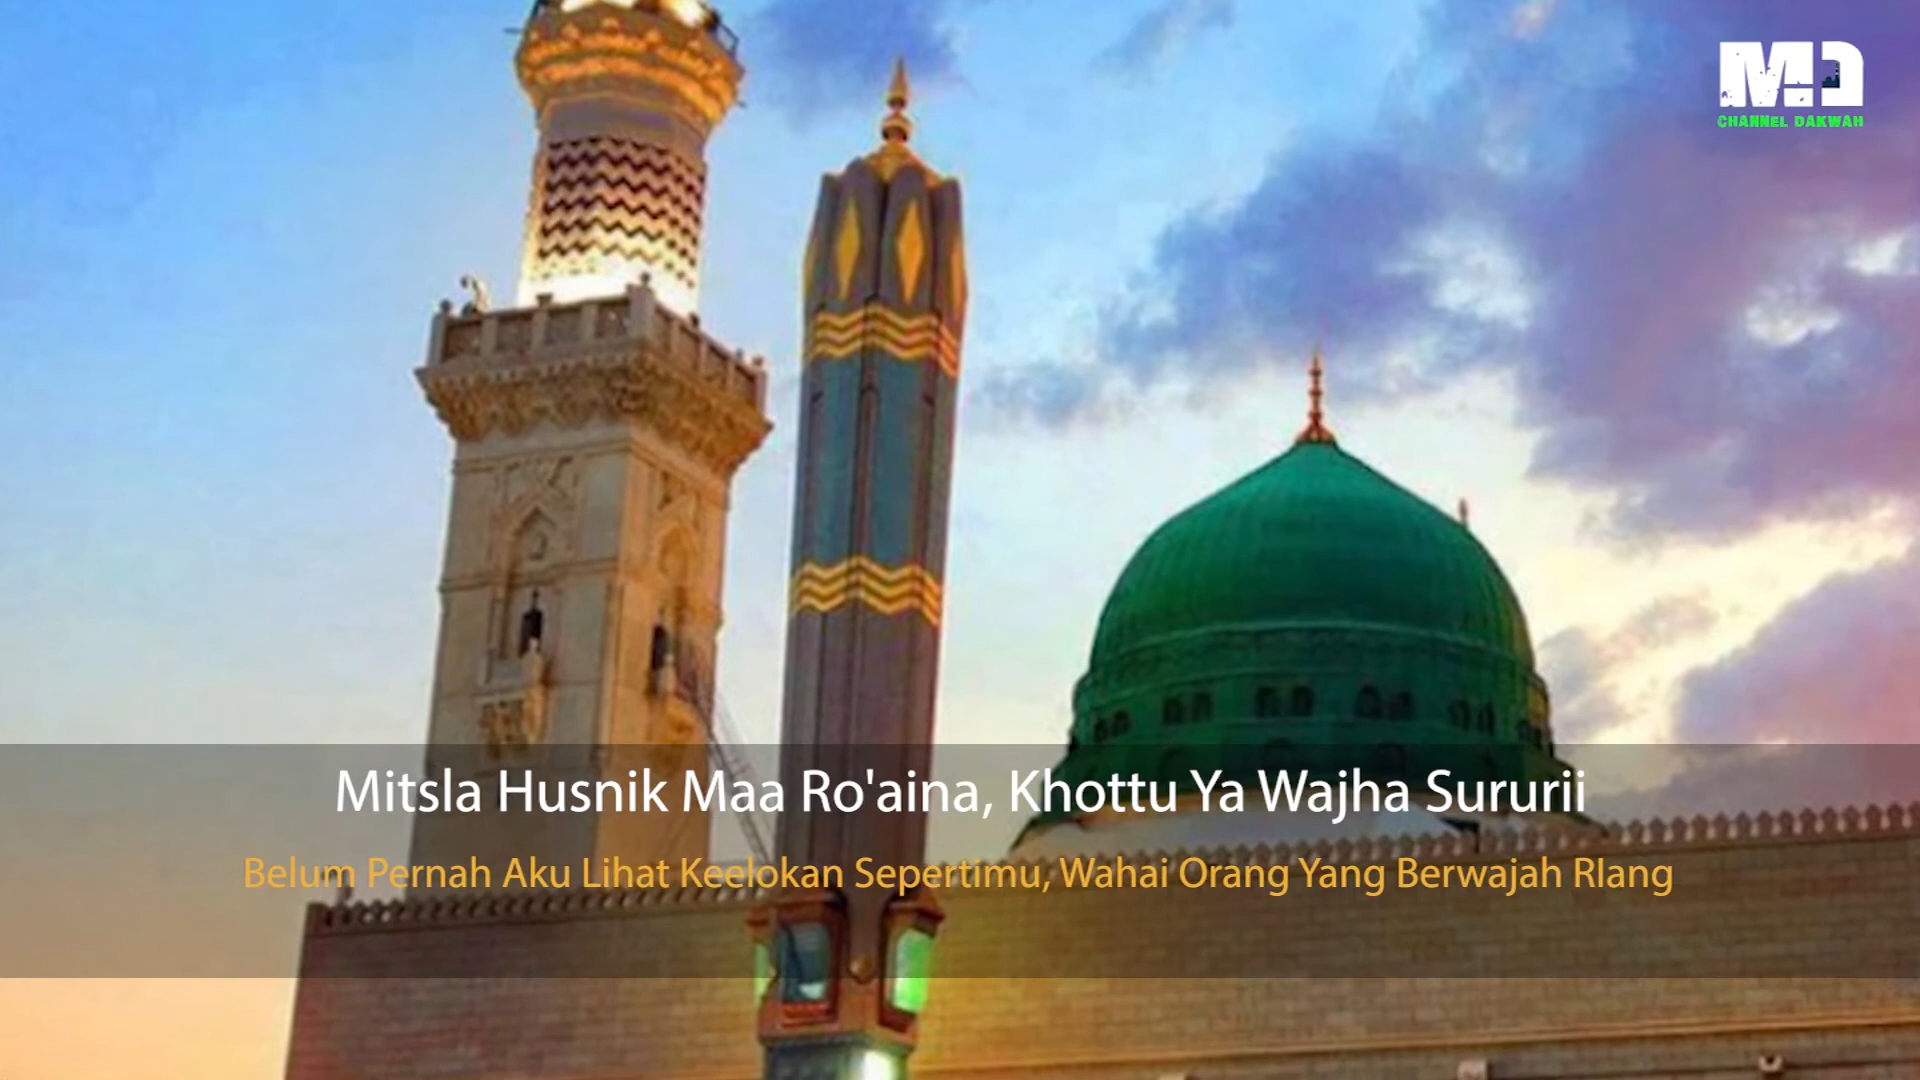 MD
CHANNEL DAKWAH
Mitsla Husnik Maa Ro'aina, Khottu Ya Wajha Sururii
Belum Pernah Aku Lihat Keelokan Sepertimu, Wahai Orang Yang Berwajah RIang